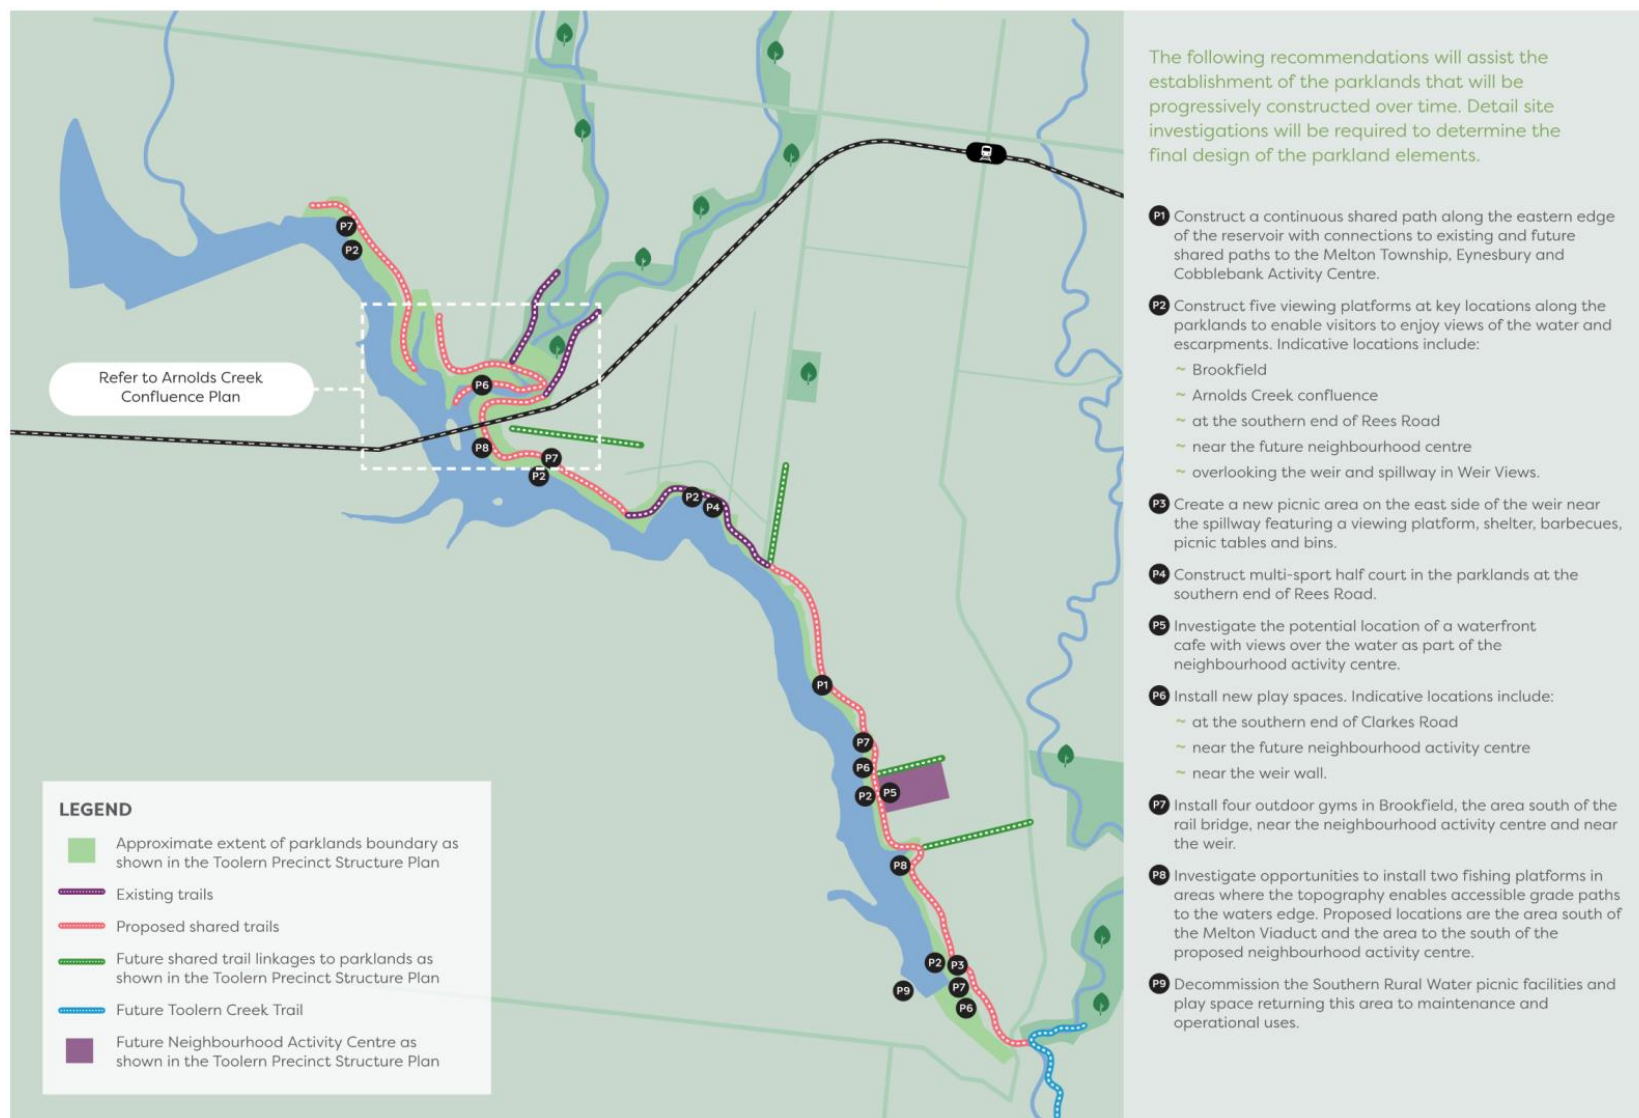 P7
P2
Refer to Arnolds Creek
Confluence Plan
P6
P8
P7
P2
P2
P4
P1
P7
P6
P2
P5
P8
P2
P3
P9
P7
P6
LEGEND
Approximate extent of parklands boundary as
shown in the Toolern Precinct Structure Plan
Existing trails
Proposed shared trails
Future shared trail linkages to parklands as
shown in the Toolern Precinct Structure Plan
Future Toolern Creek Trail
Future Neighbourhood Activity Centre as
shown in the Toolern Precinct Structure Plan
The following recommendations will assist the
establishment of the parklands that will be
progressively constructed over time. Detail site
investigations will be required to determine the
final design of the parkland elements.
P1 Construct a continuous shared path along the eastern edge
of the reservoir with connections to existing and future
shared paths to the Melton Township, Eynesbury and
Cobblebank Activity Centre.
P2 Construct five viewing platforms at key locations along the
parklands to enable visitors to enjoy views of the water and
escarpments. Indicative locations include:
~ Brookfield
~ Arnolds Creek confluence
~ at the southern end of Rees Road
~ near the future neighbourhood centre
~ overlooking the weir and spillway in Weir Views.
P3 Create a new picnic area on the east side of the weir near
the spillway featuring a viewing platform, shelter, barbecues,
picnic tables and bins.
P4 Construct multi-sport half court in the parklands at the
southern end of Rees Road.
P5 Investigate the potential location of a waterfront
cafe with views over the water as part of the
neighbourhood activity centre.
P6 Install new play spaces. Indicative locations include:
~ at the southern end of Clarkes Road
~ near the future neighbourhood activity centre
~ near the weir wall.
P7 Install four outdoor gyms in Brookfield, the area south of the
rail bridge, near the neighbourhood activity centre and near
the weir.
P8 Investigate opportunities to install two fishing platforms in
areas where the topography enables accessible grade paths
to the waters edge. Proposed locations are the area south of
the Melton Viaduct and the area to the south of the
proposed neighbourhood activity centre.
P9 Decommission the Southern Rural Water picnic facilities and
play space returning this area to maintenance and
operational uses.